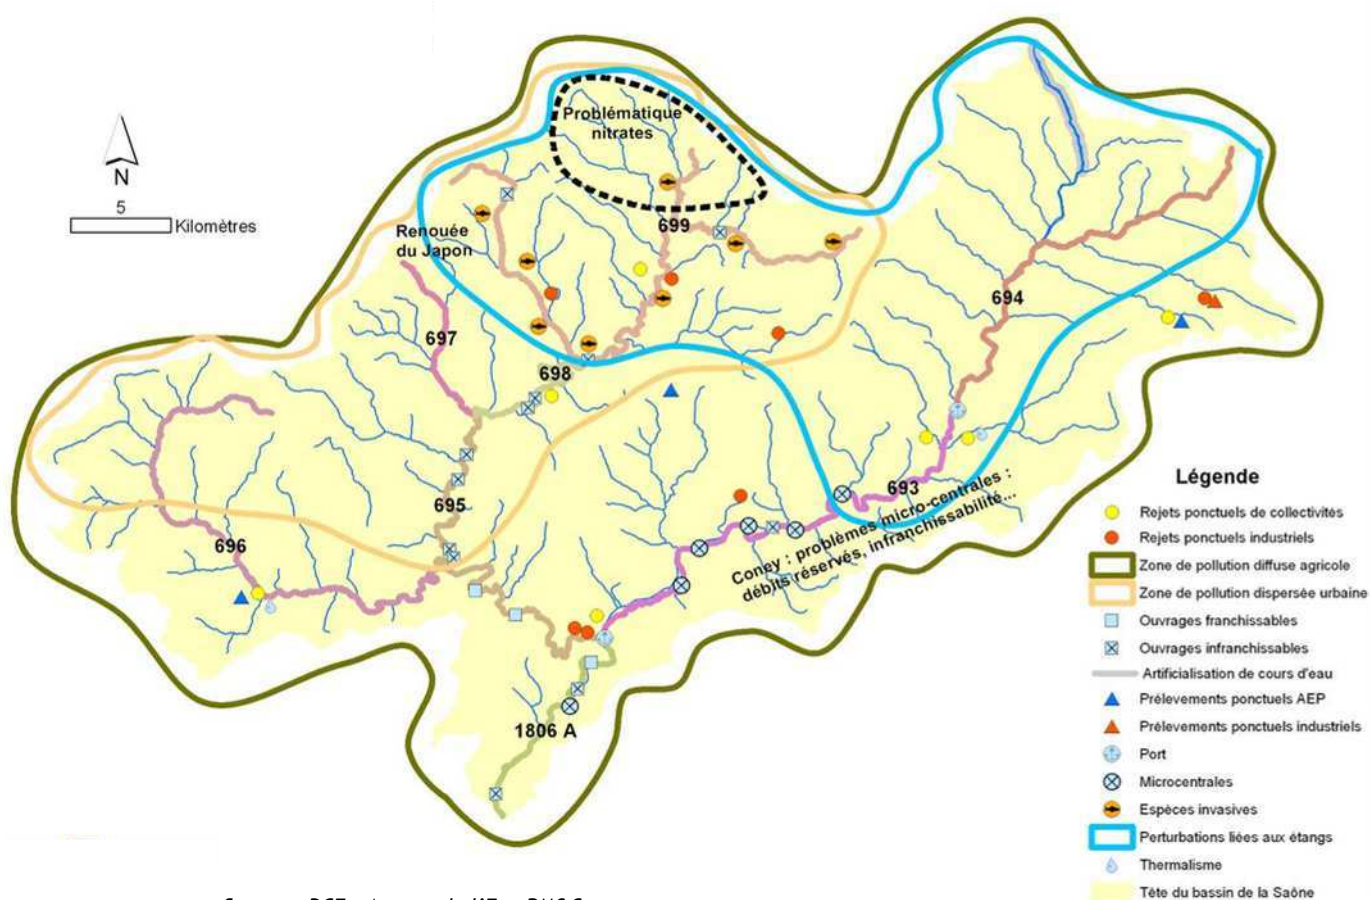 Problématique
nitrates
N
5
Kilomètres
Renouée
du Japon
699
694
697
698
693
695
Coney : problèmes micro-centrales :
débits réservés, infranchissabilité...
696
1806 A
Légende
Rejets ponctuels de collectivités
Rejets ponctuels industriels
Zone de pollution diffuse agricole
Zone de pollution dispersée urbaine
Ouvrages franchissables
Ouvrages infranchissables
Artificialisation de cours d'eau
Prélevements ponctuels AEP
Prélevements ponctuels industriels
Port
Microcentrales
Espèces invasives
Perturbations liées aux étangs
Thermalisme
Tête du bassin de la Saône